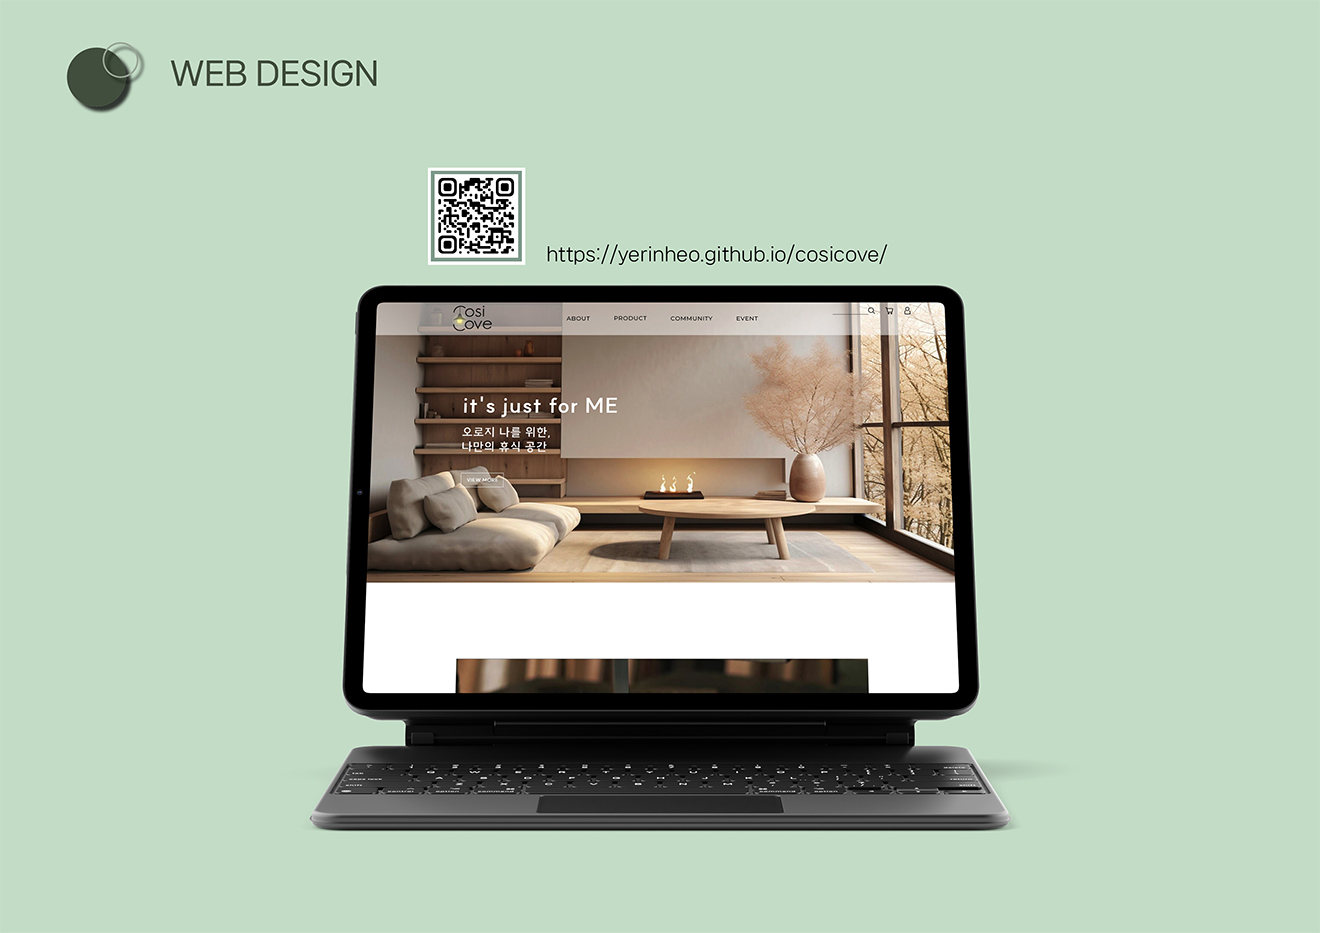 WEB DESIGN
https://yerinheo.github.io/cosicove/
Cosi
Cove
ABOUT
PRODUCT
COMMUNITY
EVENT
it's just for ME
오로지 나를 위한,
나만의 휴식 공간
VIEW MORE